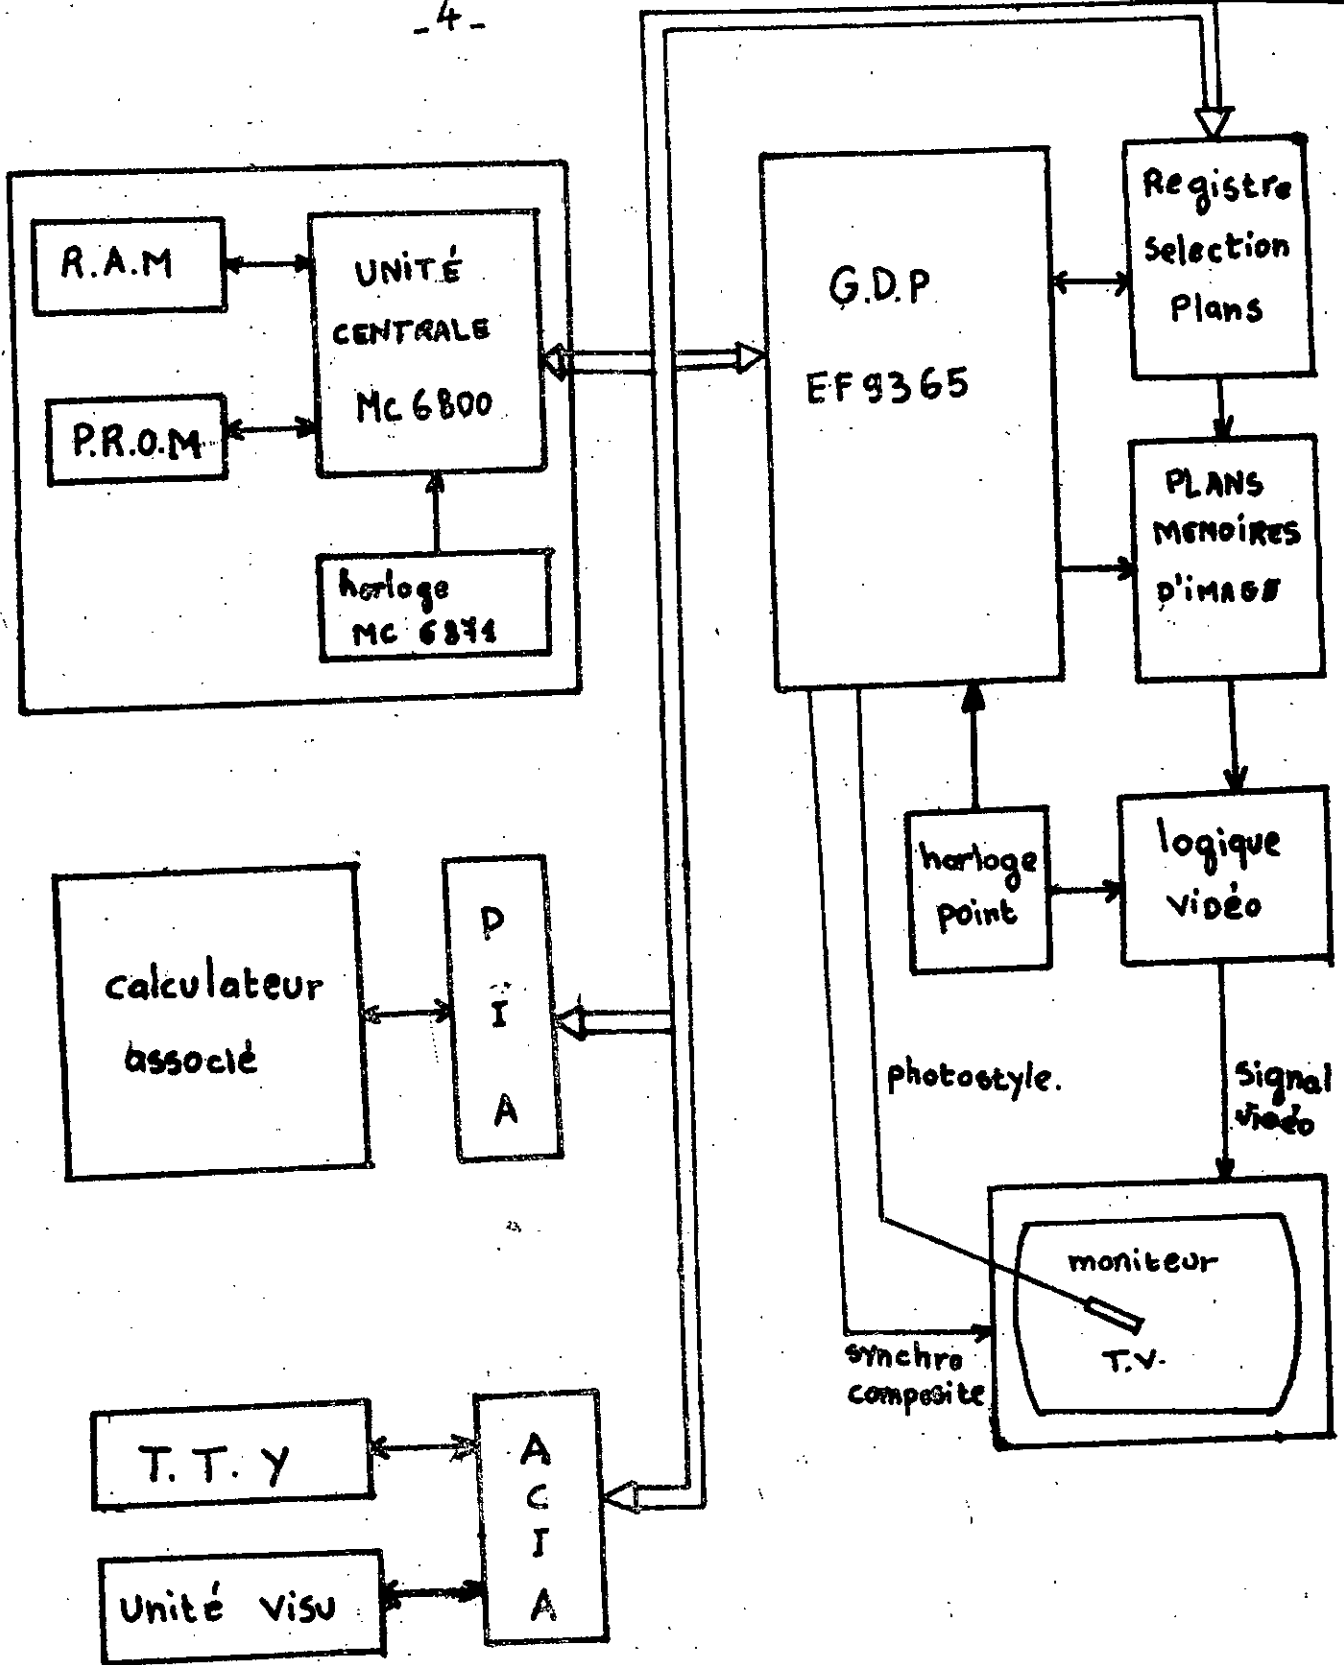 -4-
R.A.M
UNITÉ
CENTRALE
MC 6800
P.R.O.M
horloge
MC 6871
G.D.P
EF9365
Registre
Selection
Plans
PLANS
MEMOIRES
D'IMAGE
horloge
point
logique
VIDÉO
calculateur
associé
P
I
A
photostyle.
signal
vidéo
moniteur
T.V.
synchro
composite
T.T.Y
A
C
I
A
Unité visu